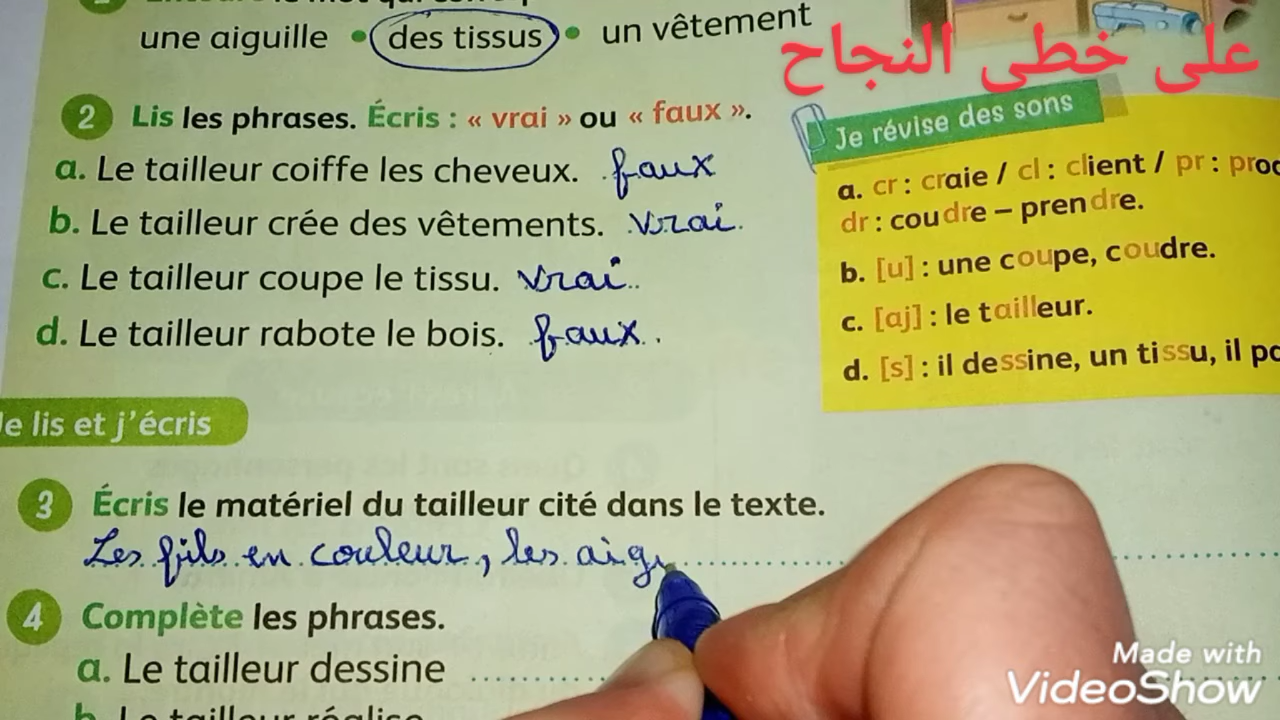 une aiguille • des tissus • un vêtement
على خطى النجاح
2 Lis les phrases. Écris : « vrai » ou « faux ».
a. Le tailleur coiffe les cheveux. faux
b. Le tailleur crée des vêtements. vrai
c. Le tailleur coupe le tissu. vrai
d. Le tailleur rabote le bois. faux
Je révise des sons
a. cr : craie / cl : client / pr :
dr : coudre – prendre.
b. [u] : une coupe, coudre.
c. [aj] : le tailleur.
d. [s] : il dessine, un tissu, il
Je lis et j'écris
3 Écris le matériel du tailleur cité dans le texte.
Les fils en couleur, les aigu
4 Complète les phrases.
a. Le tailleur dessine
b. Le tailleur réalise
Made with
VideoShow